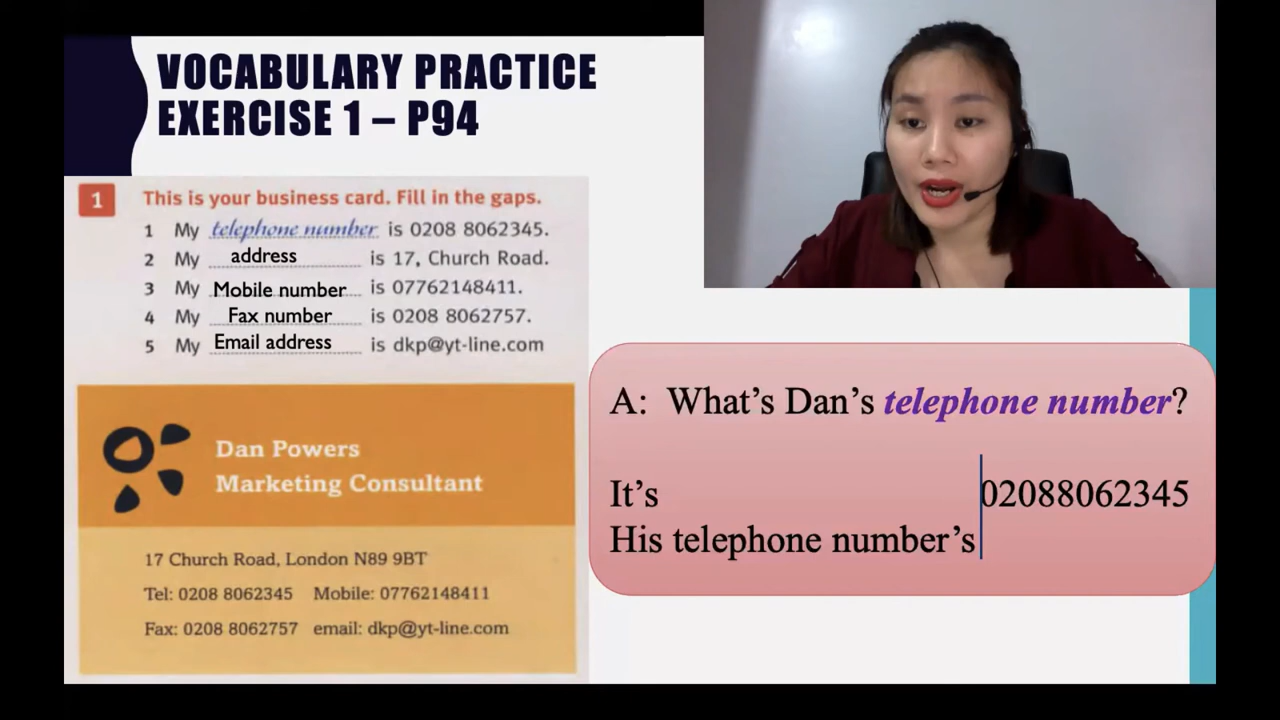 VOCABULARY PRACTICE
EXERCISE 1 – P94
1 This is your business card. Fill in the gaps.
1 My telephone number is 0208 8062345.
2 My address is 17, Church Road.
3 My Mobile number is 07762148411.
4 My Fax number is 0208 8062757.
5 My Email address is dkp@yt-line.com
Dan Powers
Marketing Consultant
17 Church Road, London N89 9BT
Tel: 0208 8062345 Mobile: 07762148411
Fax: 0208 8062757 email: dkp@yt-line.com
A: What's Dan's telephone number?
It's 02088062345
His telephone number's